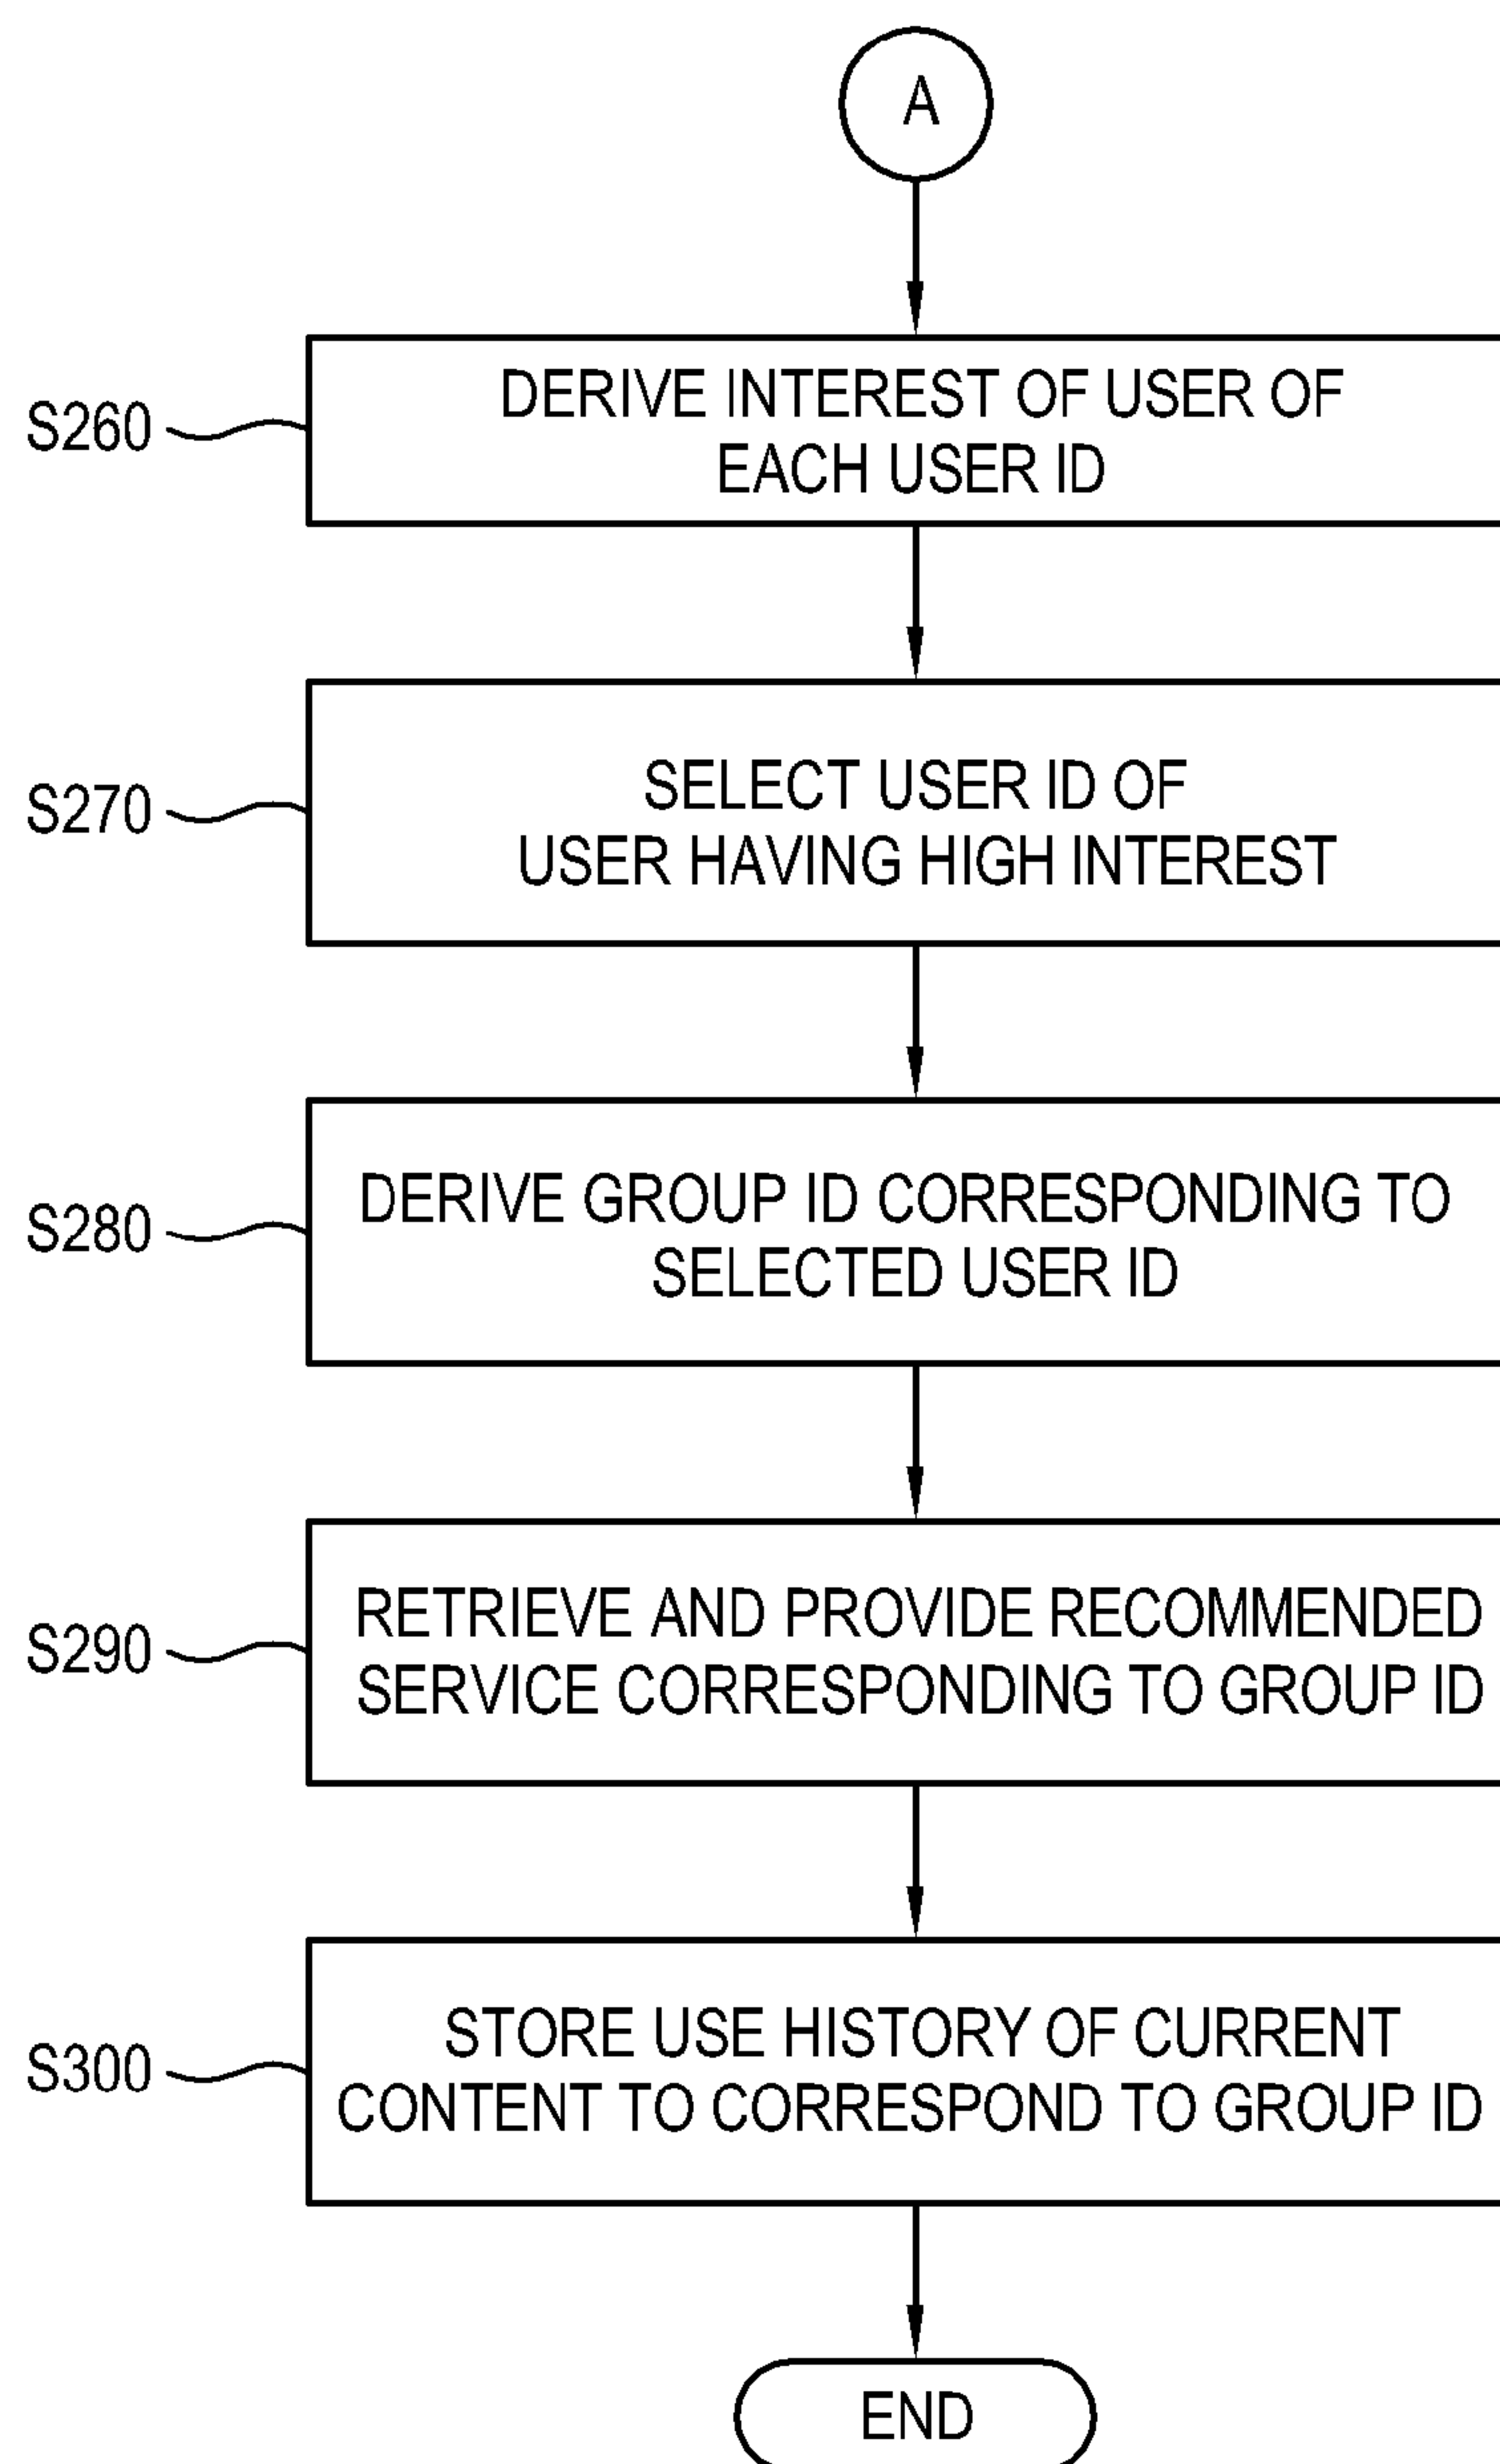 A
S260
DERIVE INTEREST OF USER OF
EACH USER ID
S270
SELECT USER ID OF
USER HAVING HIGH INTEREST
S280
DERIVE GROUP ID CORRESPONDING TO
SELECTED USER ID
S290
RETRIEVE AND PROVIDE RECOMMENDED
SERVICE CORRESPONDING TO GROUP ID
S300
STORE USE HISTORY OF CURRENT
CONTENT TO CORRESPOND TO GROUP ID
END